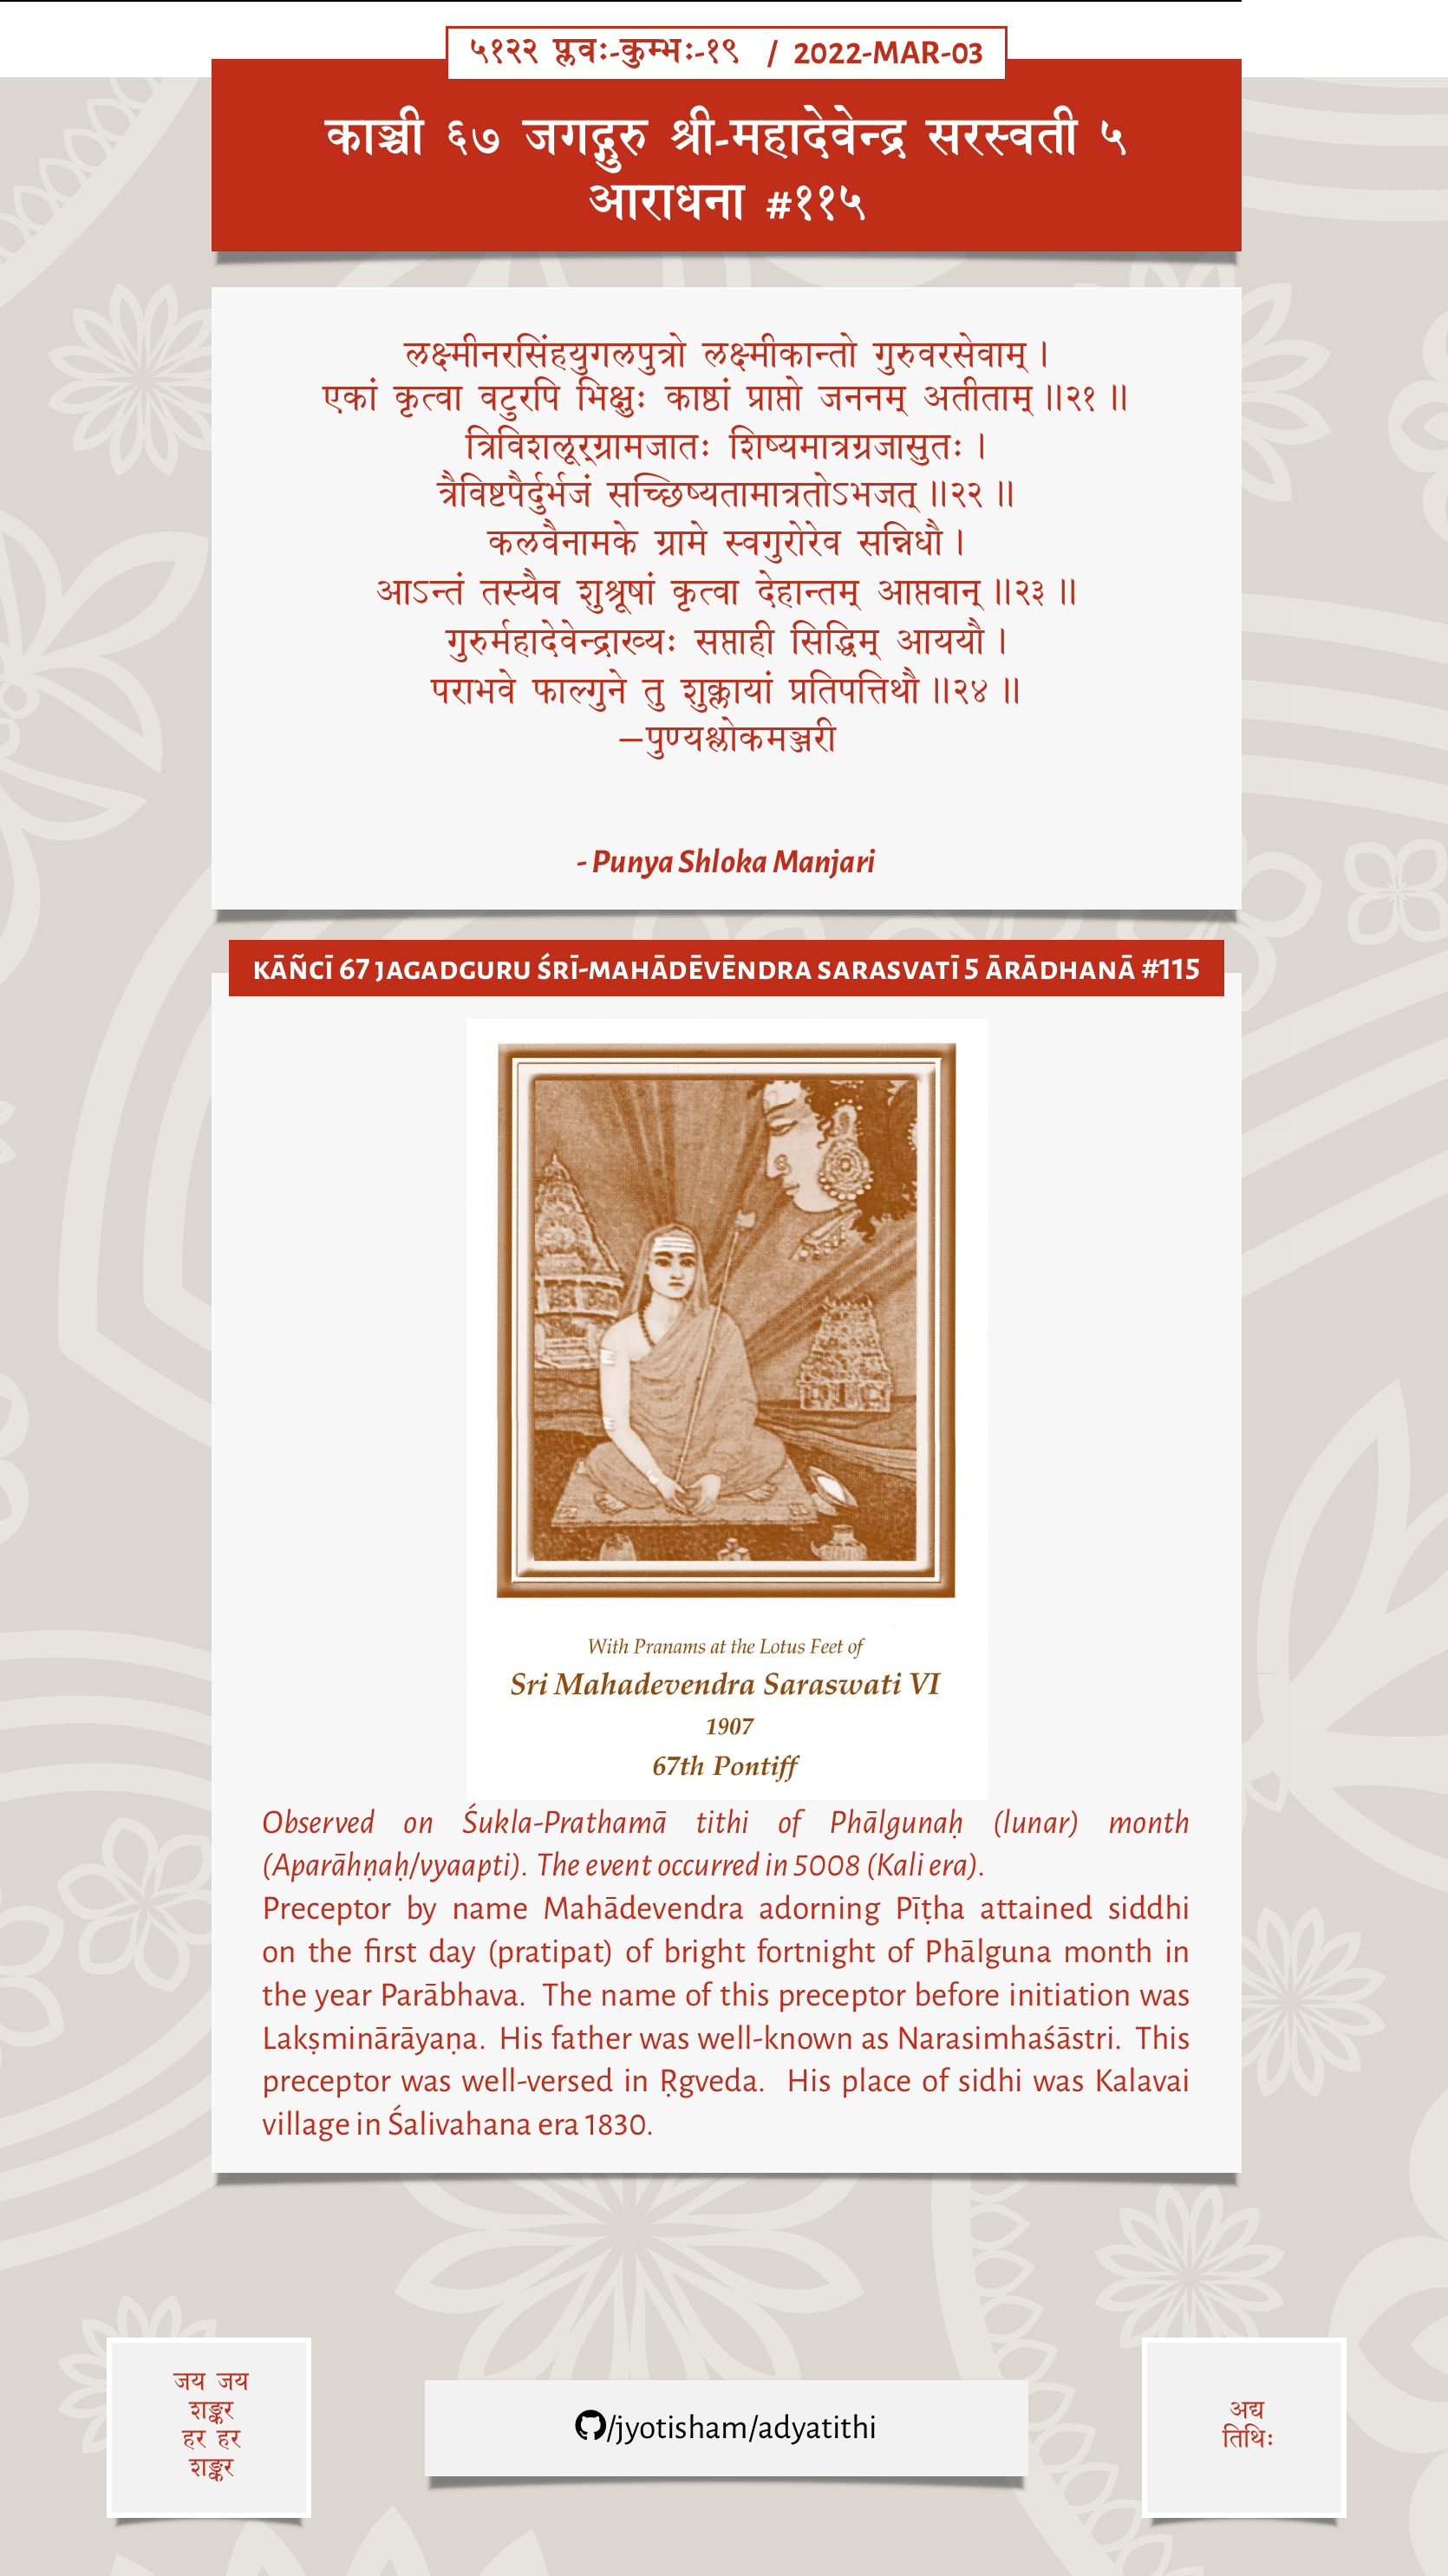 ५१२२ प्लवः-कुम्भः-१९ / 2022-MAR-03
काञ्ची ६७ जगद्गुरु श्री-महादेवेन्द्र सरस्वती ५
आराधना #११५
लक्ष्मीनरसिंहयुगलपुत्रो लक्ष्मीकान्तो गुरुवरसेवाम् ।
एकां कृत्वा वटुरपि भिक्षुः काष्ठां प्राप्तो जननम् अतीताम् ॥२१ ॥
त्रिविशलूर्ग्रामजातः शिष्यमात्रग्रजासुतः ।
त्रैविष्टपैर्दुर्भजं सच्छिष्यतामात्रतोऽभजत् ॥२२ ॥
कलवैनामके ग्रामे स्वगुरोरेव सन्निधौ ।
आऽन्तं तस्यैव शुश्रूषां कृत्वा देहान्तम् आप्तवान् ॥२३ ॥
गुरुर्महादेवेन्द्राख्यः सप्ताही सिद्धिम् आययौ ।
पराभवे फाल्गुने तु शुक्लायां प्रतिपत्तिथौ ॥२४ ॥
—पुण्यश्लोकमञ्जरी
- Punya Shloka Manjari
KĀÑCĪ 67 JAGADGURU ŚRĪ-MAHĀDĒVĒNDRA SARASVATĪ 5 ĀRĀDHANĀ #115
With Pranams at the Lotus Feet of
Sri Mahadevendra Saraswati VI
1907
67th Pontiff
Observed on Śukla-Prathamā tithi of Phālgunaḥ (lunar) month
(Aparāhṇaḥ/vyaapti). The event occurred in 5008 (Kali era).
Preceptor by name Mahādevendra adorning Pīṭha attained siddhi
on the first day (pratipat) of bright fortnight of Phālguna month in
the year Parābhava. The name of this preceptor before initiation was
Lakṣminārāyaṇa. His father was well-known as Narasimhaśāstri. This
preceptor was well-versed in Ṛgveda. His place of sidhi was Kalavai
village in Śalivahana era 1830.
जय जय
शङ्कर
हर हर
शङ्कर
/jyotisham/adyatithi
अद्य
तिथिः